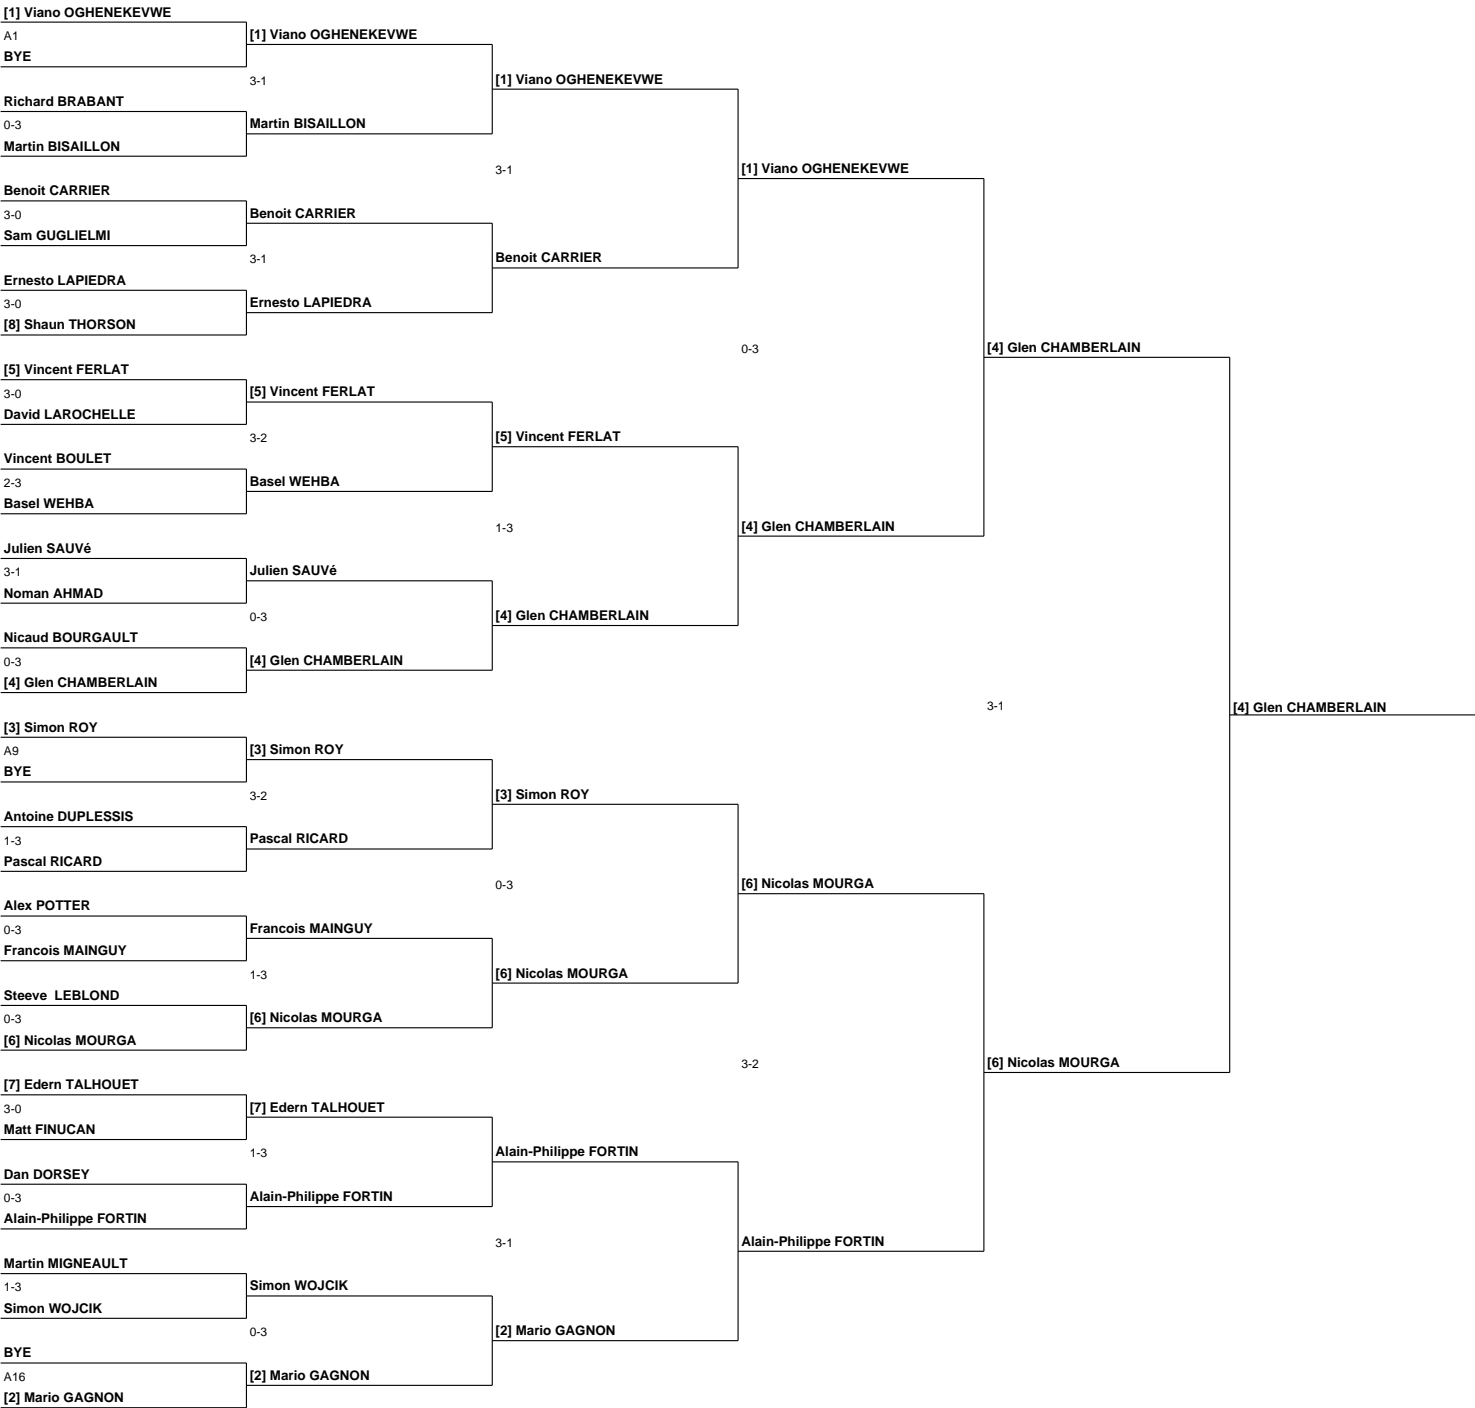 [1] Viano OGHENEKEVWE
A1
[1] Viano OGHENEKEVWE
BYE
3-1
[1] Viano OGHENEKEVWE
Richard BRABANT
0-3
Martin BISAILLON
Martin BISAILLON
3-1
[1] Viano OGHENEKEVWE
Benoit CARRIER
3-0
Benoit CARRIER
Sam GUGLIELMI
3-1
Benoit CARRIER
Ernesto LAPIEDRA
3-0
Ernesto LAPIEDRA
[8] Shaun THORSON
0-3
[4] Glen CHAMBERLAIN
[5] Vincent FERLAT
3-0
[5] Vincent FERLAT
David LAROCHELLE
3-2
[5] Vincent FERLAT
Vincent BOULET
2-3
Basel WEHBA
Basel WEHBA
1-3
[4] Glen CHAMBERLAIN
Julien SAUVé
3-1
Julien SAUVé
Noman AHMAD
0-3
[4] Glen CHAMBERLAIN
Nicaud BOURGAULT
0-3
[4] Glen CHAMBERLAIN
[4] Glen CHAMBERLAIN
3-1
[4] Glen CHAMBERLAIN
[3] Simon ROY
A9
[3] Simon ROY
BYE
3-2
[3] Simon ROY
Antoine DUPLESSIS
1-3
Pascal RICARD
Pascal RICARD
0-3
[6] Nicolas MOURGA
Alex POTTER
0-3
Francois MAINGUY
Francois MAINGUY
1-3
[6] Nicolas MOURGA
Steeve  LEBLOND
0-3
[6] Nicolas MOURGA
[6] Nicolas MOURGA
3-2
[6] Nicolas MOURGA
[7] Edern TALHOUET
3-0
[7] Edern TALHOUET
Matt FINUCAN
1-3
Alain-Philippe FORTIN
Dan DORSEY
0-3
Alain-Philippe FORTIN
Alain-Philippe FORTIN
3-1
Alain-Philippe FORTIN
Martin MIGNEAULT
1-3
Simon WOJCIK
Simon WOJCIK
0-3
[2] Mario GAGNON
BYE
A16
[2] Mario GAGNON
[2] Mario GAGNON